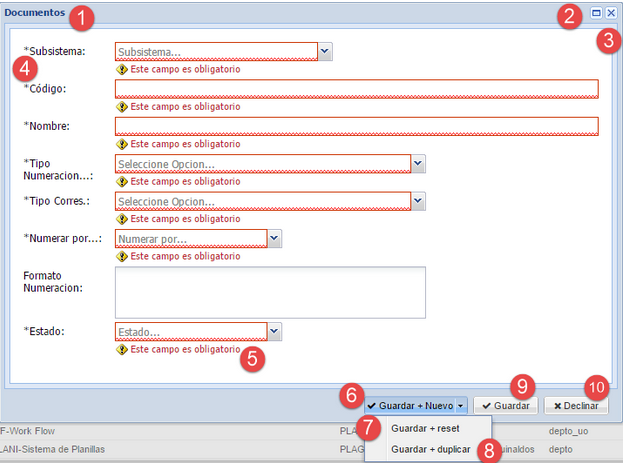 Documentos 1 2
3
*Subsistema: Subsistema...
Este campo es obligatorio
4
*Código:
Este campo es obligatorio
*Nombre:
Este campo es obligatorio
*Tipo Seleccione Opcion...
Numeracion...:
Este campo es obligatorio
*Tipo Corres.: Seleccione Opcion...
Este campo es obligatorio
*Numerar por...: Numerar por...
Este campo es obligatorio
Formato
Numeracion:
*Estado: Estado...
Este campo es obligatorio 5
6 Guardar + Nuevo 9 Guardar 10 Declinar
7 Guardar + reset
Guardar + duplicar 8
F-Work Flow PLA depto_uo
LANI-Sistema de Planillas PLAG uinaldos depto